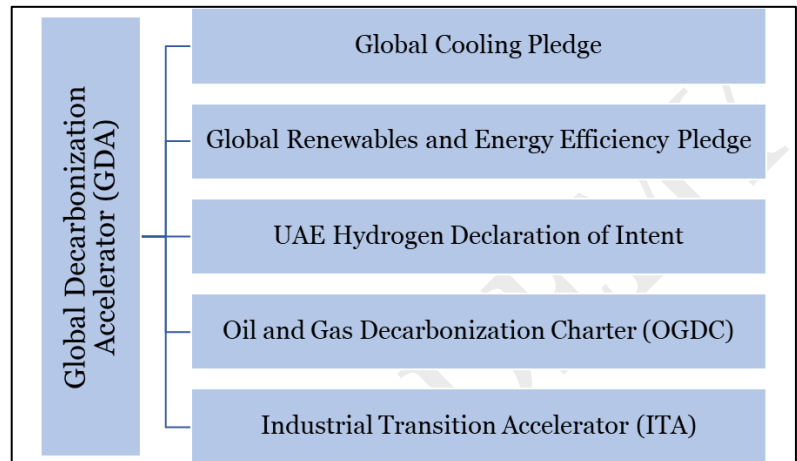 Global Decarbonization
Accelerator (GDA)
Global Cooling Pledge
Global Renewables and Energy Efficiency Pledge
UAE Hydrogen Declaration of Intent
Oil and Gas Decarbonization Charter (OGDC)
Industrial Transition Accelerator (ITA)